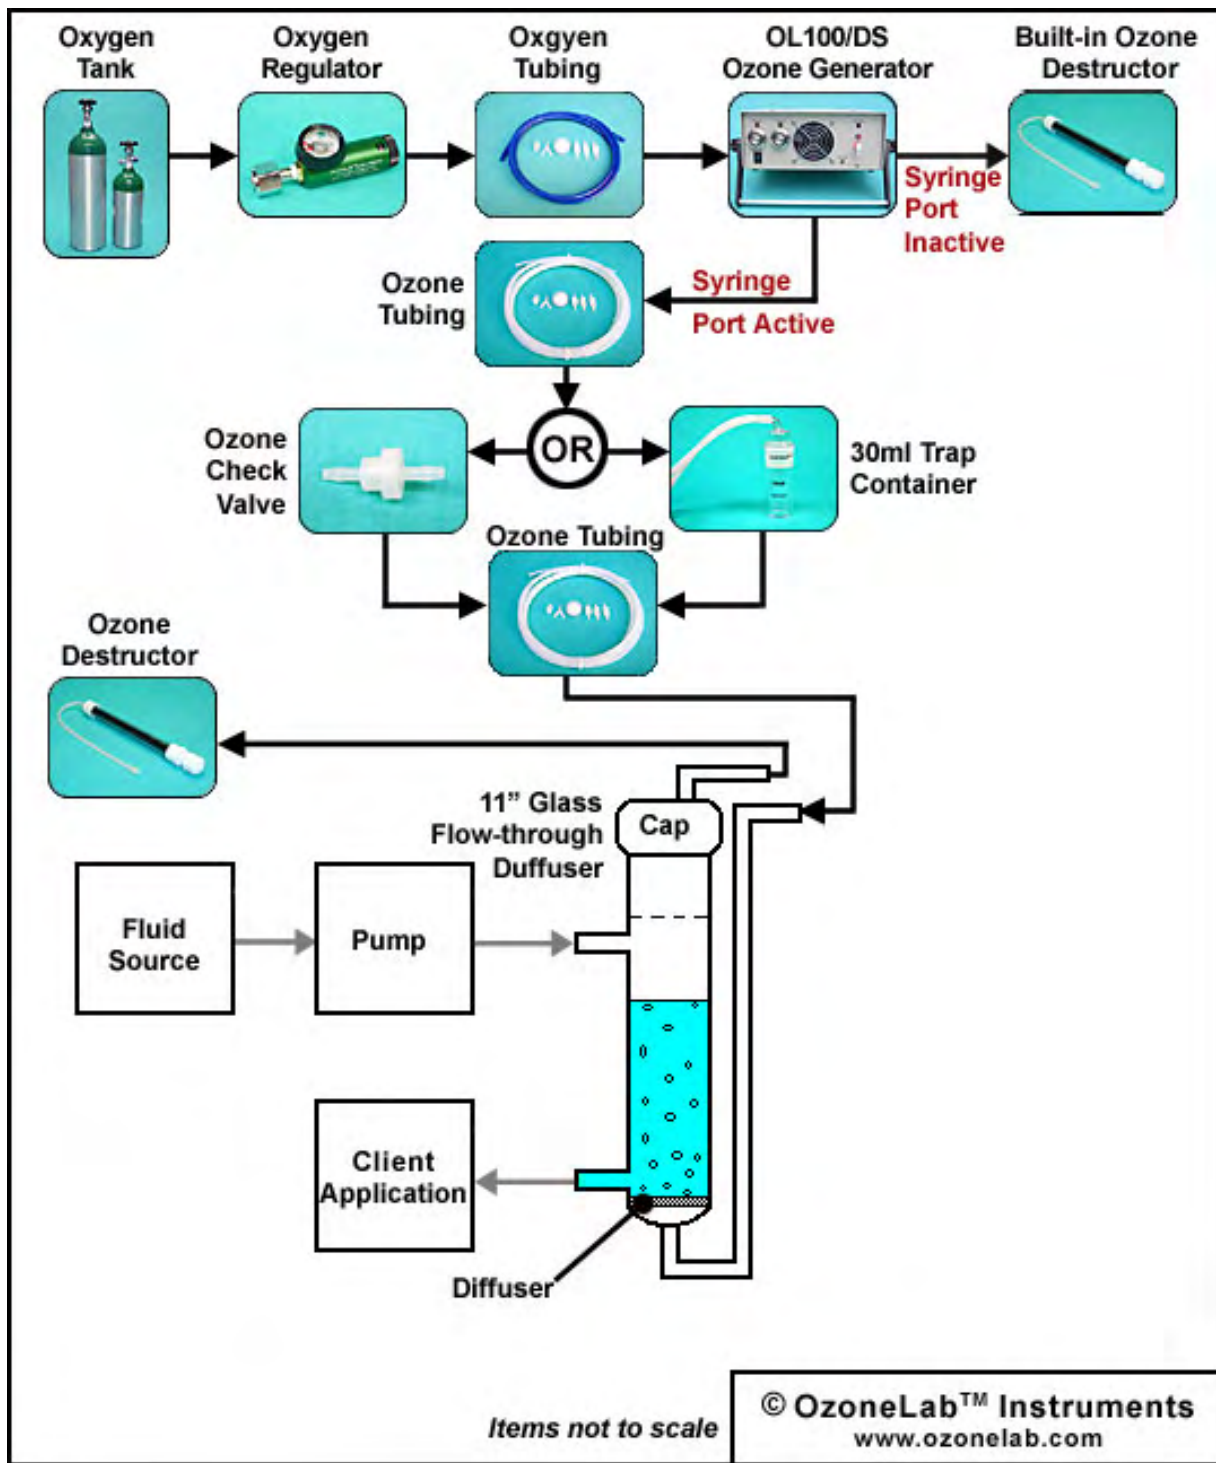 Oxygen
Tank
Oxygen
Regulator
Oxgyen
Tubing
OL100/DS
Ozone Generator
Built-in Ozone
Destructor
Syringe
Port
Inactive
Ozone
Tubing
Syringe
Port Active
Ozone
Check
Valve
OR
30ml Trap
Container
Ozone Tubing
Ozone
Destructor
11” Glass
Flow-through
Duffuser
Cap
Fluid
Source
Pump
Client
Application
Diffuser
Items not to scale
© OzoneLab™ Instruments
www.ozonelab.com